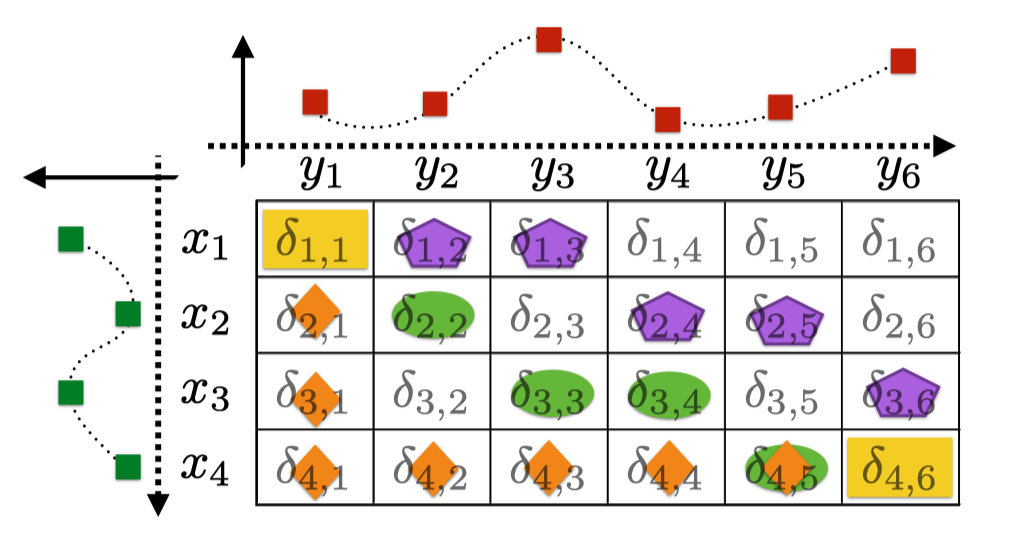 y1 y2 y3 y4 y5 y6
x1 δ1,1 δ1,2 δ1,3 δ1,4 δ1,5 δ1,6
x2 δ2,1 δ2,2 δ2,3 δ2,4 δ2,5 δ2,6
x3 δ3,1 δ3,2 δ3,3 δ3,4 δ3,5 δ3,6
x4 δ4,1 δ4,2 δ4,3 δ4,4 δ4,5 δ4,6